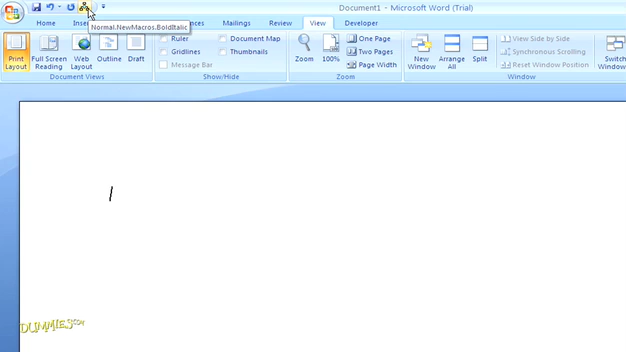 Document1 - Microsoft Word (Trial)
Normal.NewMacros.BoldItalic
Home
Mailings
Review
View
Developer
Print Layout
Full Screen Reading
Web Layout
Outline
Draft
Ruler
Gridlines
Message Bar
Document Map
Thumbnails
Zoom
100%
One Page
Two Pages
Page Width
New Window
Arrange All
Split
View Side by Side
Synchronous Scrolling
Reset Window Position
Document Views
Show/Hide
Zoom
Window
DUMMIES.COM